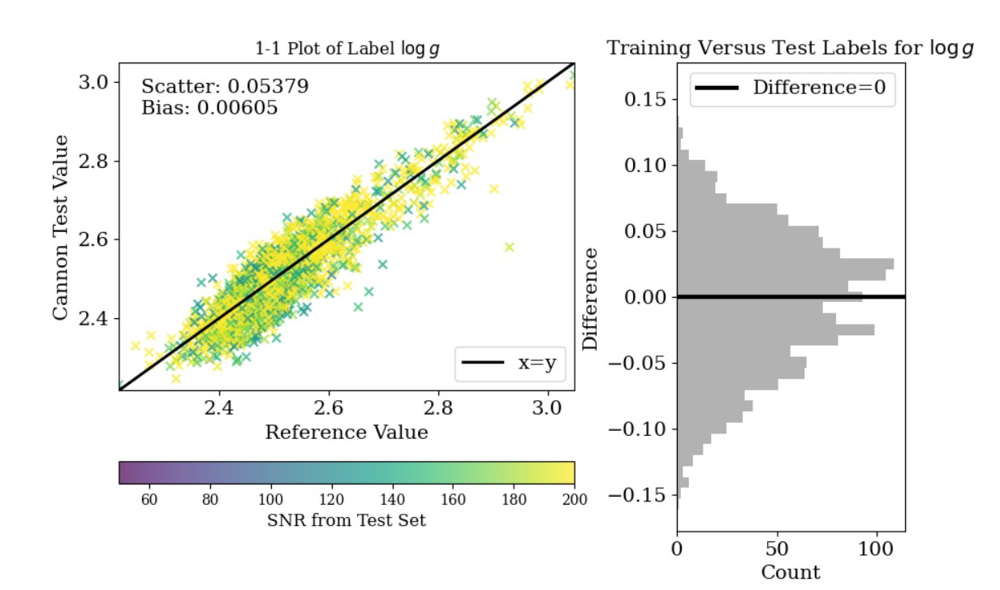 1-1 Plot of Label log g
Scatter: 0.05379
Bias: 0.00605
3.0
2.8
2.6
2.4
Cannon Test Value
x=y
2.4 2.6 2.8 3.0
Reference Value
60 80 100 120 140 160 180 200
SNR from Test Set
Training Versus Test Labels for log g
Difference=0
0.15
0.10
0.05
0.00
−0.05
−0.10
−0.15
Difference
0 50 100
Count